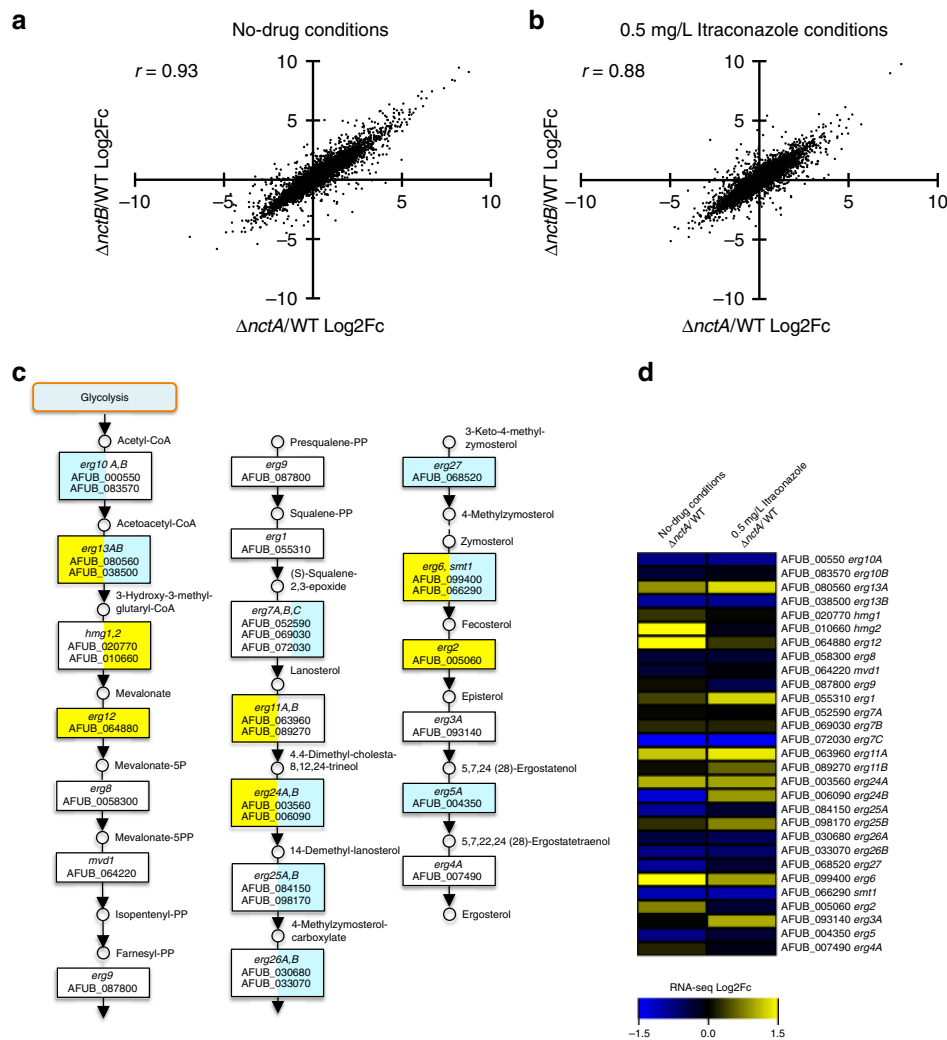 a
No-drug conditions
r = 0.93
10
5
−10
−5
5
10
−5
−10
ΔnctB/WT Log2Fc
ΔnctA/WT Log2Fc
b
0.5 mg/L Itraconazole conditions
r = 0.88
10
5
−10
−5
5
10
−5
−10
ΔnctB/WT Log2Fc
ΔnctA/WT Log2Fc
c
Glycolysis
Acetyl-CoA
erg10 A,B
AFUB_000550
AFUB_083570
Acetoacetyl-CoA
erg13AB
AFUB_080560
AFUB_038500
3-Hydroxy-3-methyl-
glutaryl-CoA
hmg1,2
AFUB_020770
AFUB_010660
Mevalonate
erg12
AFUB_064880
Mevalonate-5P
erg8
AFUB_0058300
Mevalonate-5PP
mvd1
AFUB_064220
Isopentenyl-PP
Farnesyl-PP
erg9
AFUB_087800
Presqualene-PP
erg9
AFUB_087800
Squalene-PP
erg1
AFUB_055310
(S)-Squalene-
2,3-epoxide
erg7A,B,C
AFUB_052590
AFUB_069030
AFUB_072030
Lanosterol
erg11A,B
AFUB_063960
AFUB_089270
4.4-Dimethyl-cholesta-
8,12,24-trineol
erg24A,B
AFUB_003560
AFUB_006090
14-Demethyl-lanosterol
erg25A,B
AFUB_084150
AFUB_098170
4-Methylzymosterol-
carboxylate
erg26A,B
AFUB_030680
AFUB_033070
3-Keto-4-methyl-
zymosterol
erg27
AFUB_068520
4-Methylzymosterol
Zymosterol
erg6, smt1
AFUB_099400
AFUB_066290
Fecosterol
erg2
AFUB_005060
Episterol
erg3A
AFUB_093140
5,7,24 (28)-Ergostatenol
erg5A
AFUB_004350
5,7,22,24 (28)-Ergostatetraenol
erg4A
AFUB_007490
Ergosterol
d
No-drug conditions
ΔnctA/WT
0.5 mg/L Itraconazole
ΔnctA/WT
AFUB_00550 erg10A
AFUB_083570 erg10B
AFUB_080560 erg13A
AFUB_038500 erg13B
AFUB_020770 hmg1
AFUB_010660 hmg2
AFUB_064880 erg12
AFUB_058300 erg8
AFUB_064220 mvd1
AFUB_087800 erg9
AFUB_055310 erg1
AFUB_052590 erg7A
AFUB_069030 erg7B
AFUB_072030 erg7C
AFUB_063960 erg11A
AFUB_089270 erg11B
AFUB_003560 erg24A
AFUB_006090 erg24B
AFUB_084150 erg25A
AFUB_098170 erg25B
AFUB_030680 erg26A
AFUB_033070 erg26B
AFUB_068520 erg27
AFUB_099400 erg6
AFUB_066290 smt1
AFUB_005060 erg2
AFUB_093140 erg3A
AFUB_004350 erg5
AFUB_007490 erg4A
RNA-seq Log2Fc
−1.5
0.0
1.5